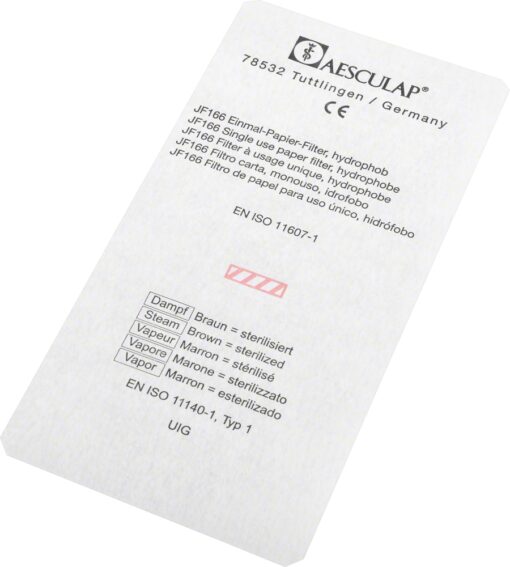 AESCULAP®
78532 Tuttlingen / Germany
CE
JF166 Einmal-Papier-Filter, hydrophob
JF166 Single use paper filter, hydrophobe
JF166 Filter à usage unique, hydrophobe
JF166 Filtro carta, monouso, idrofobo
JF166 Filtro de papel para uso único, hidrófobo
EN ISO 11607-1
Dampf Braun = sterilisiert
Steam Brown = sterilized
Vapeur Marron = stérilisé
Vapore Marone = sterilizzato
Vapor Marron = esterilizado
EN ISO 11140-1, Typ 1
UIG